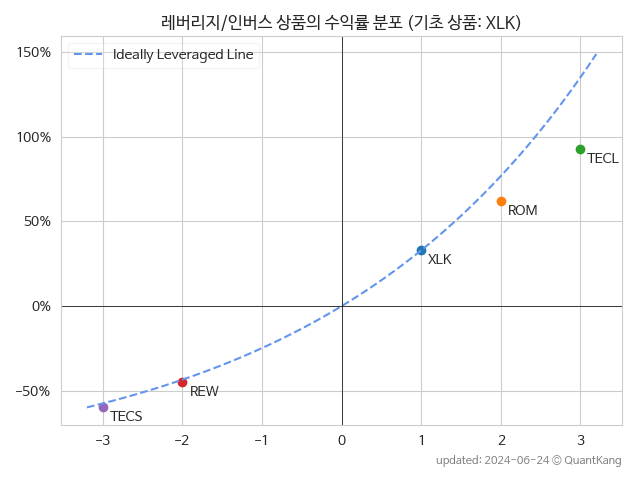 레버리지/인버스 상품의 수익률 분포 (기초 상품: XLK)
150%
Ideally Leveraged Line
100%
TECL
ROM
50%
XLK
0%
−50%
REW
TECS
−3 −2 −1 0 1 2 3
updated: 2024-06-24 © QuantKang